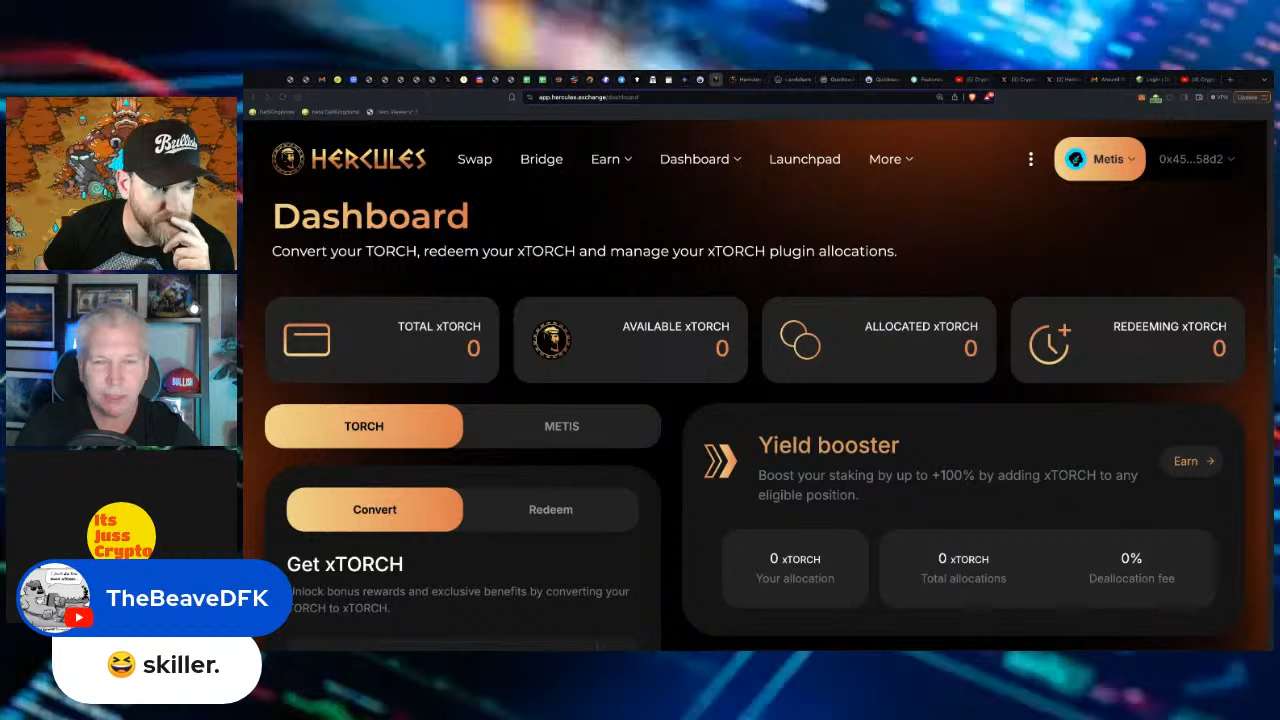 app.hercules.exchange/dashboard
VPN
Update
HERCULES
Swap
Bridge
Earn
Dashboard
Launchpad
More
Metis
0x45...58d2
Dashboard
Convert your TORCH, redeem your xTORCH and manage your xTORCH plugin allocations.
TOTAL xTORCH
0
AVAILABLE xTORCH
0
ALLOCATED xTORCH
0
REDEEMING xTORCH
0
TORCH
METIS
Convert
Redeem
Get xTORCH
Unlock bonus rewards and exclusive benefits by converting your
TORCH to xTORCH.
Yield booster
Boost your staking by up to +100% by adding xTORCH to any
eligible position.
Earn
0 xTORCH
Your allocation
0 xTORCH
Total allocations
0%
Deallocation fee
Bullish
BULLISH
Its
Juss
Crypto
TheBeaveDFK
😆 skiller.